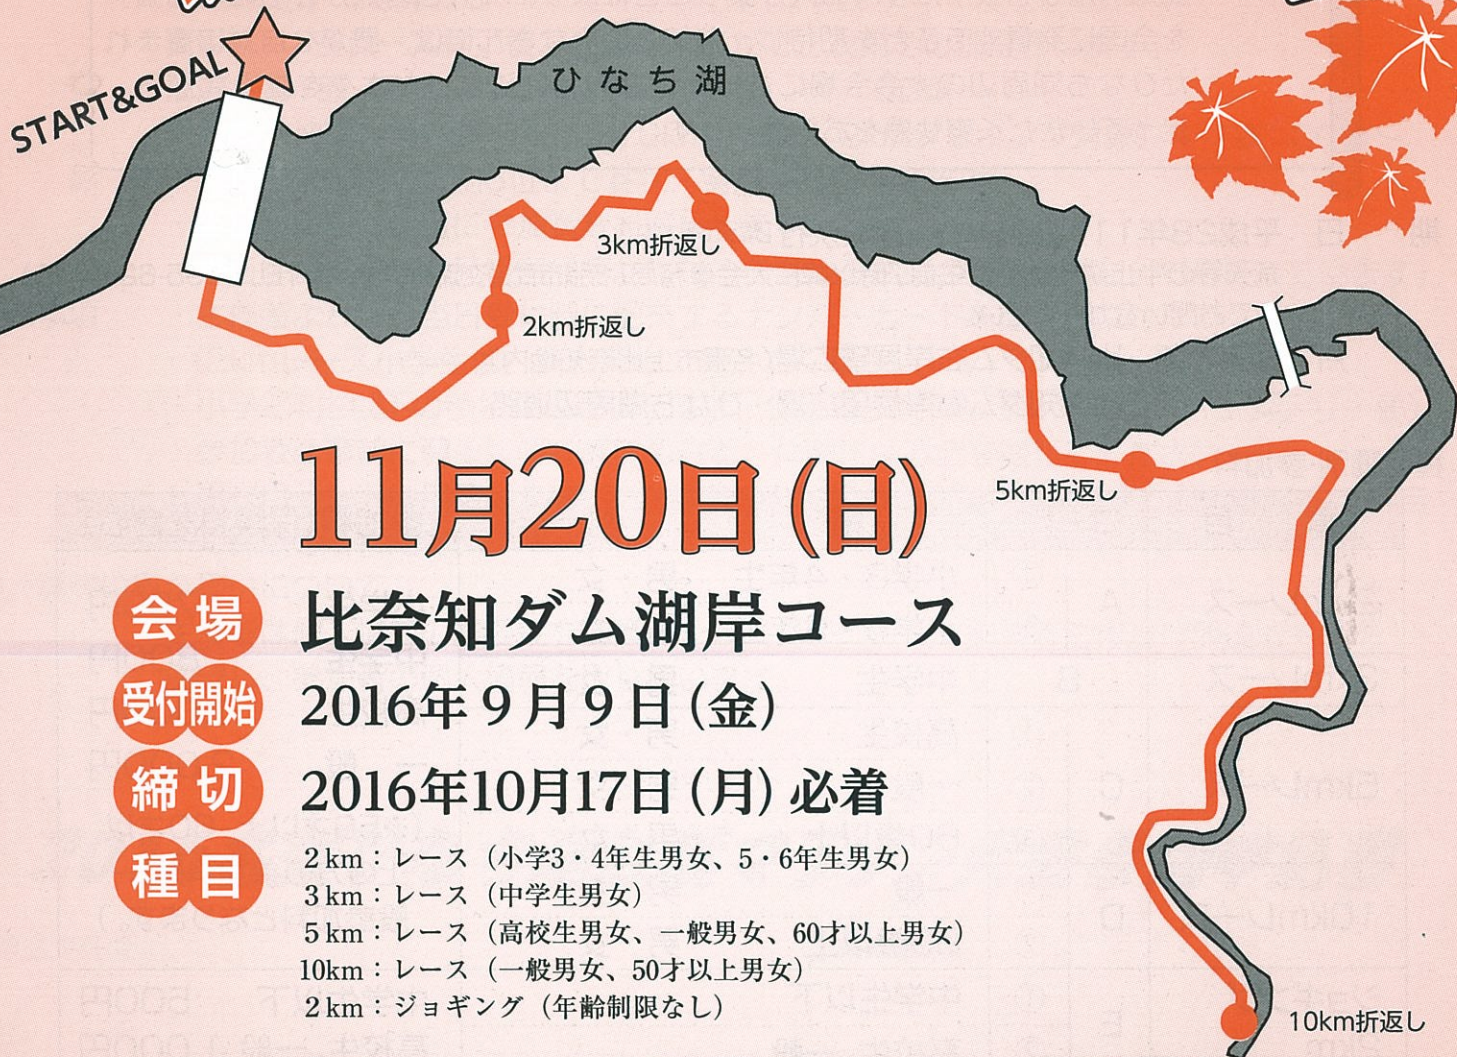 START&GOAL
ひなち湖
3km折返し
2km折返し
5km折返し
11月20日(日)
会場 比奈知ダム湖岸コース
受付開始 2016年9月9日(金)
締切 2016年10月17日(月)必着
種目 2km：レース（小学3・4年生男女、5・6年生男女）
3km：レース（中学生男女）
5km：レース（高校生男女、一般男女、60才以上男女）
10km：レース（一般男女、50才以上男女）
2km：ジョギング（年齢制限なし）
10km折返し